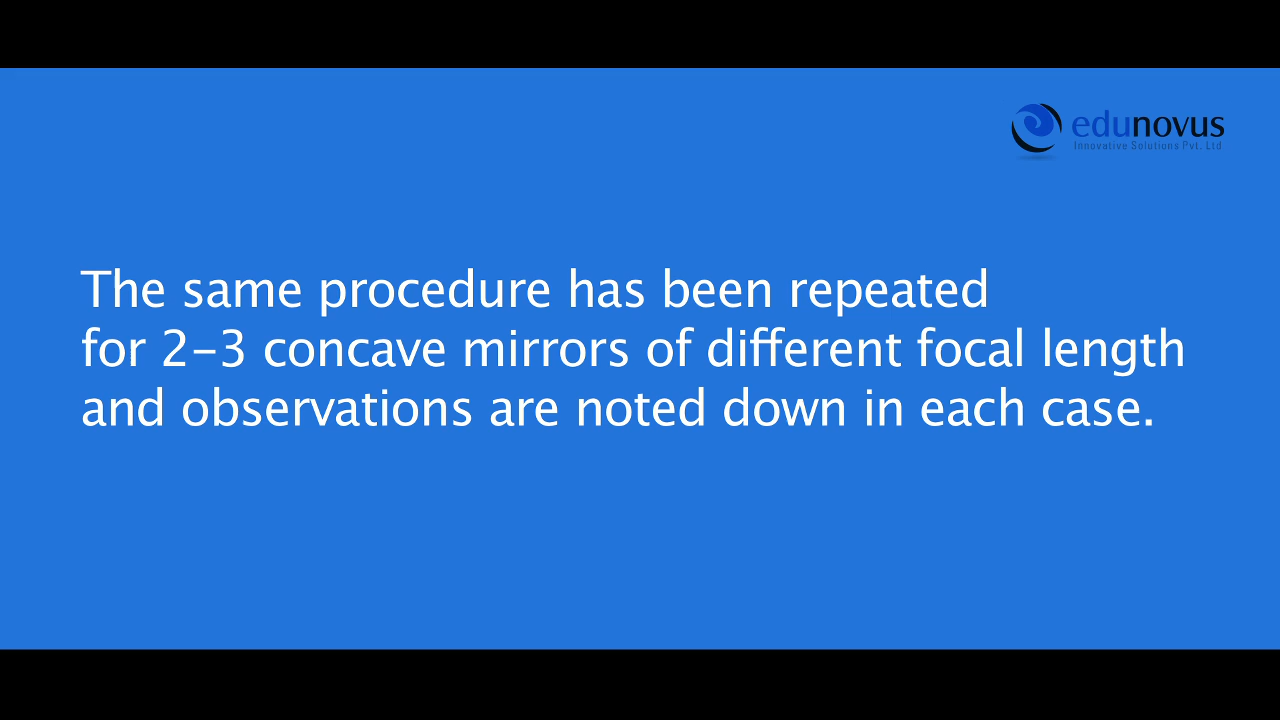 edunovus
Innovative Solutions Pvt. Ltd
The same procedure has been repeated
for 2-3 concave mirrors of different focal length
and observations are noted down in each case.